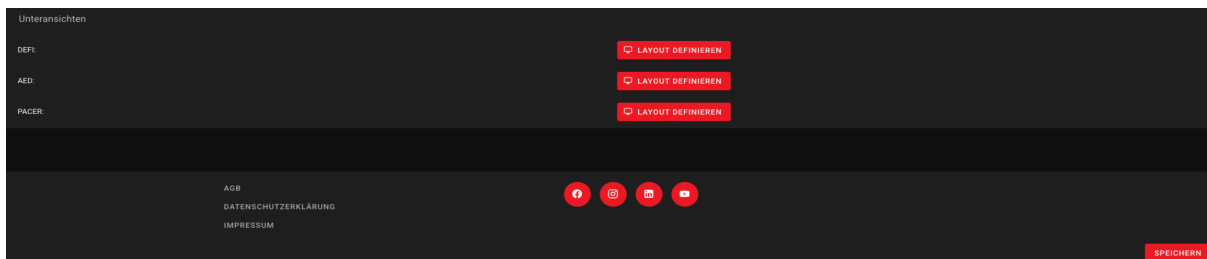 Unteransichten
DEFI: LAYOUT DEFINIEREN
AED: LAYOUT DEFINIEREN
PACER: LAYOUT DEFINIEREN
AGB
DATENSCHUTZERKLÄRUNG
IMPRESSUM
SPEICHERN